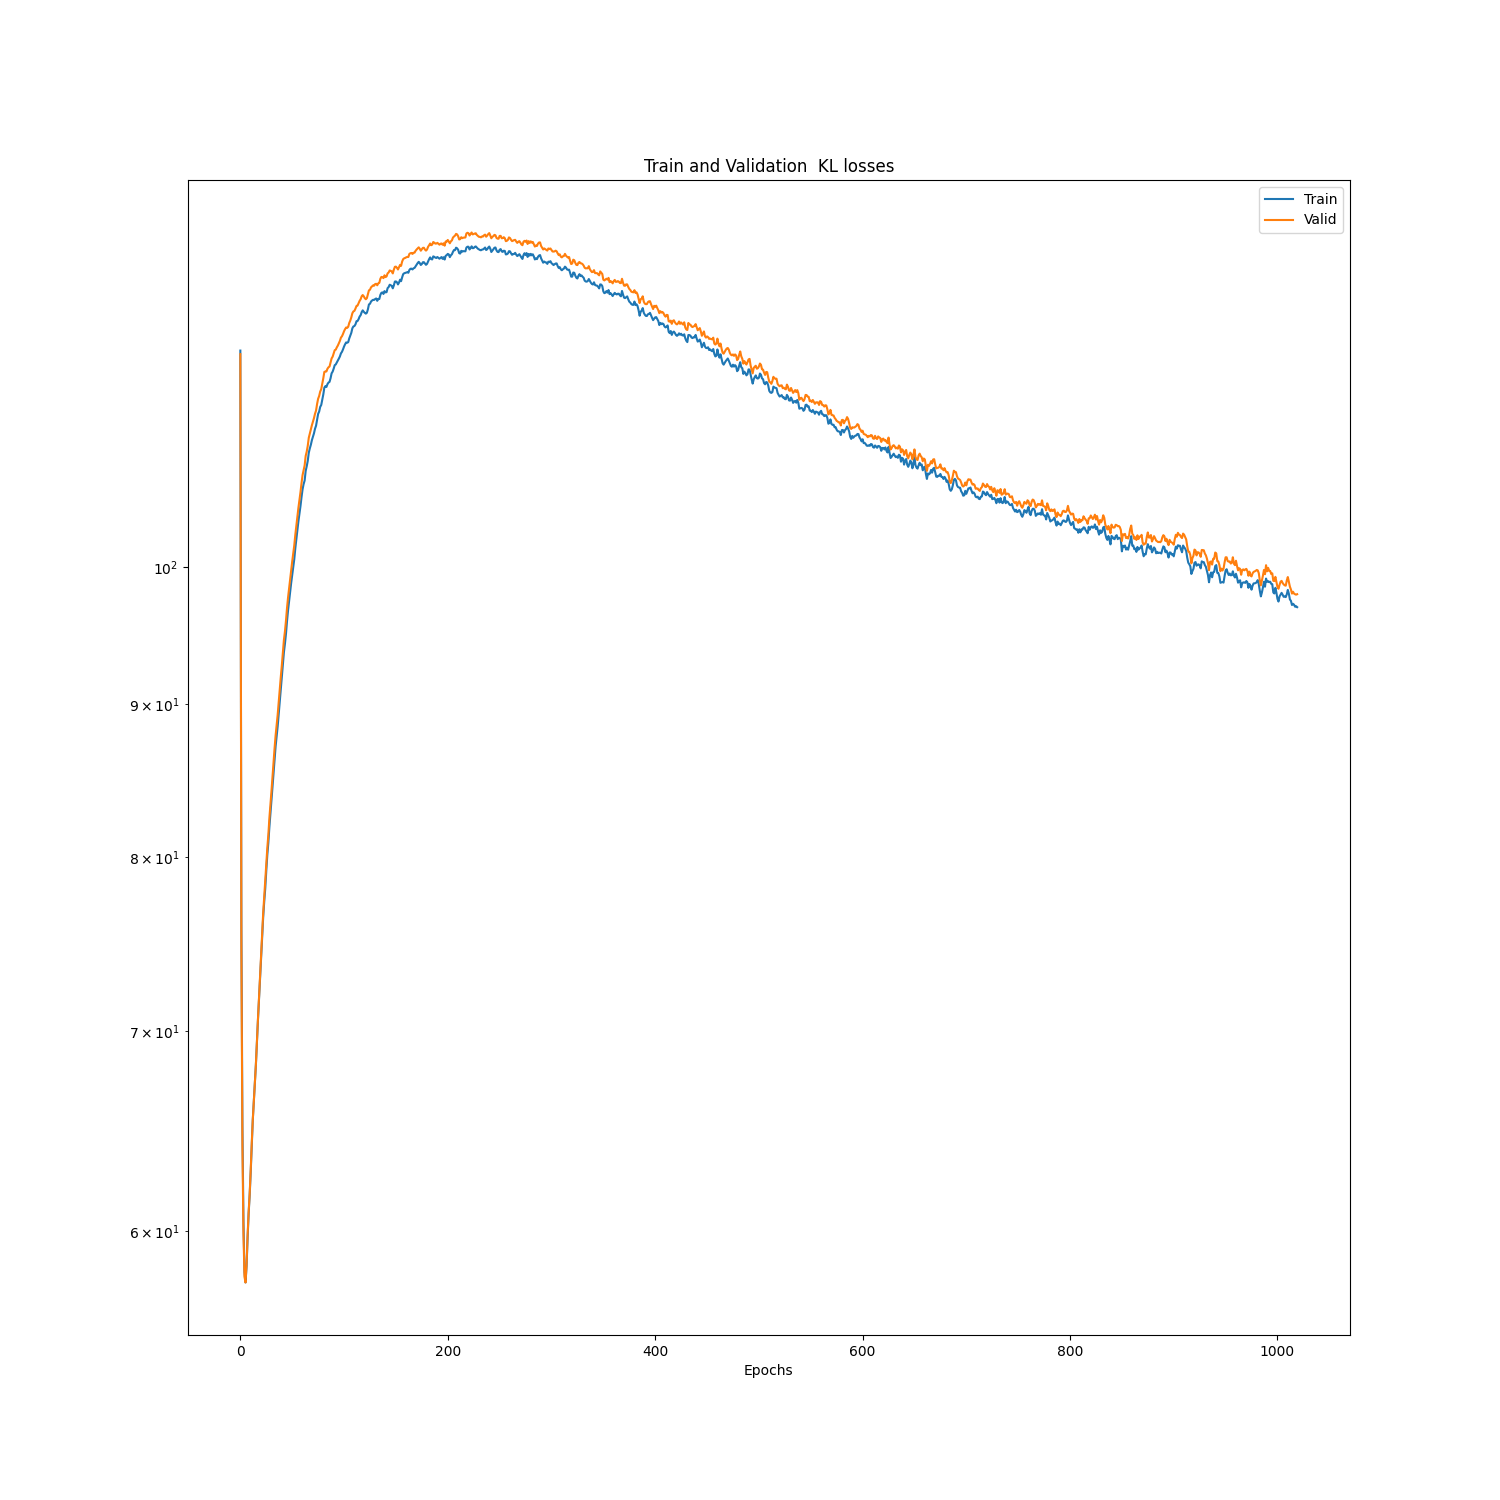 Train and Validation  KL losses
Train
Valid
10²
9 × 10¹
8 × 10¹
7 × 10¹
6 × 10¹
0 200 400 600 800 1000
Epochs